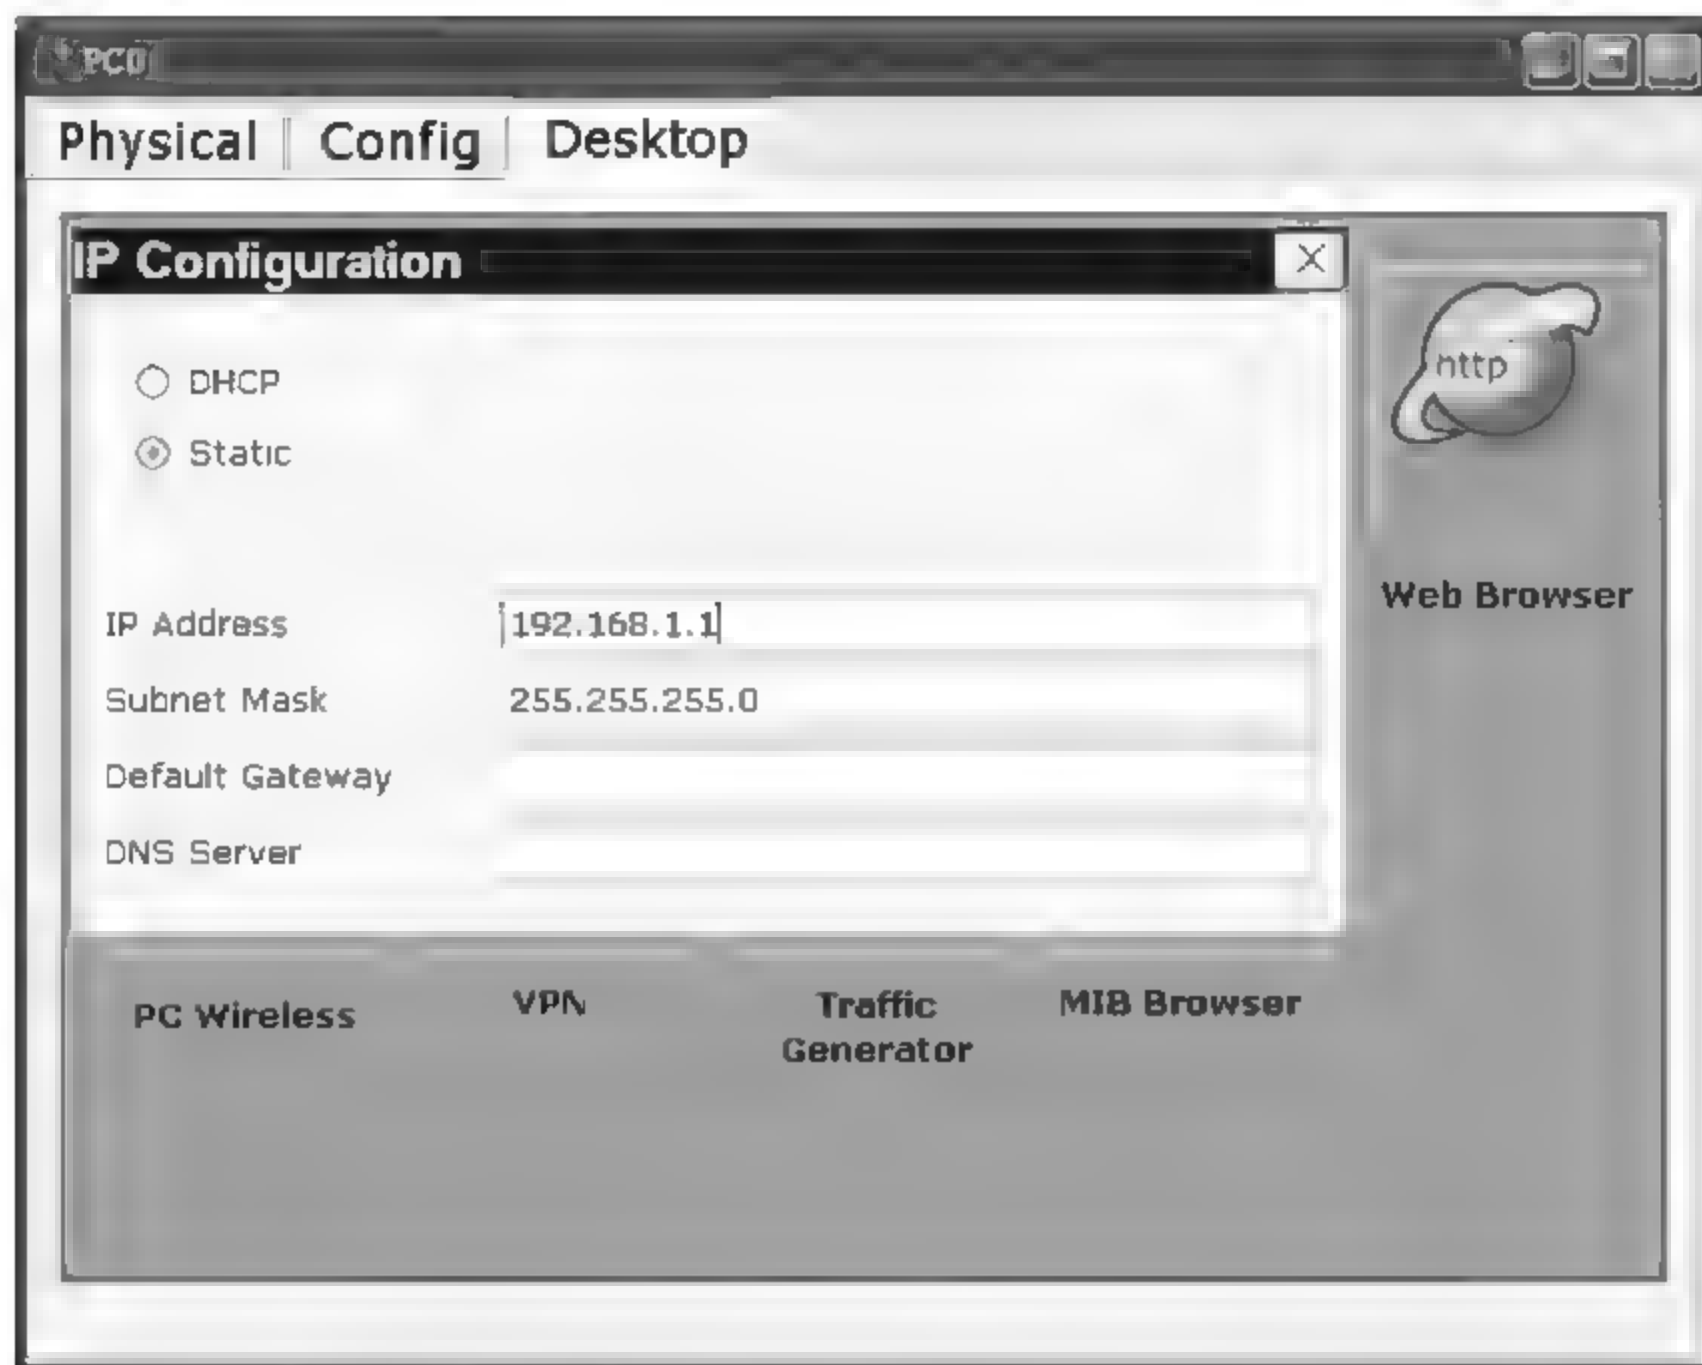 PC0
Physical Config Desktop
IP Configuration
http
DHCP
Static
Web Browser
IP Address 192.168.1.1
Subnet Mask 255.255.255.0
Default Gateway
DNS Server
PC Wireless VPN Traffic Generator MIB Browser